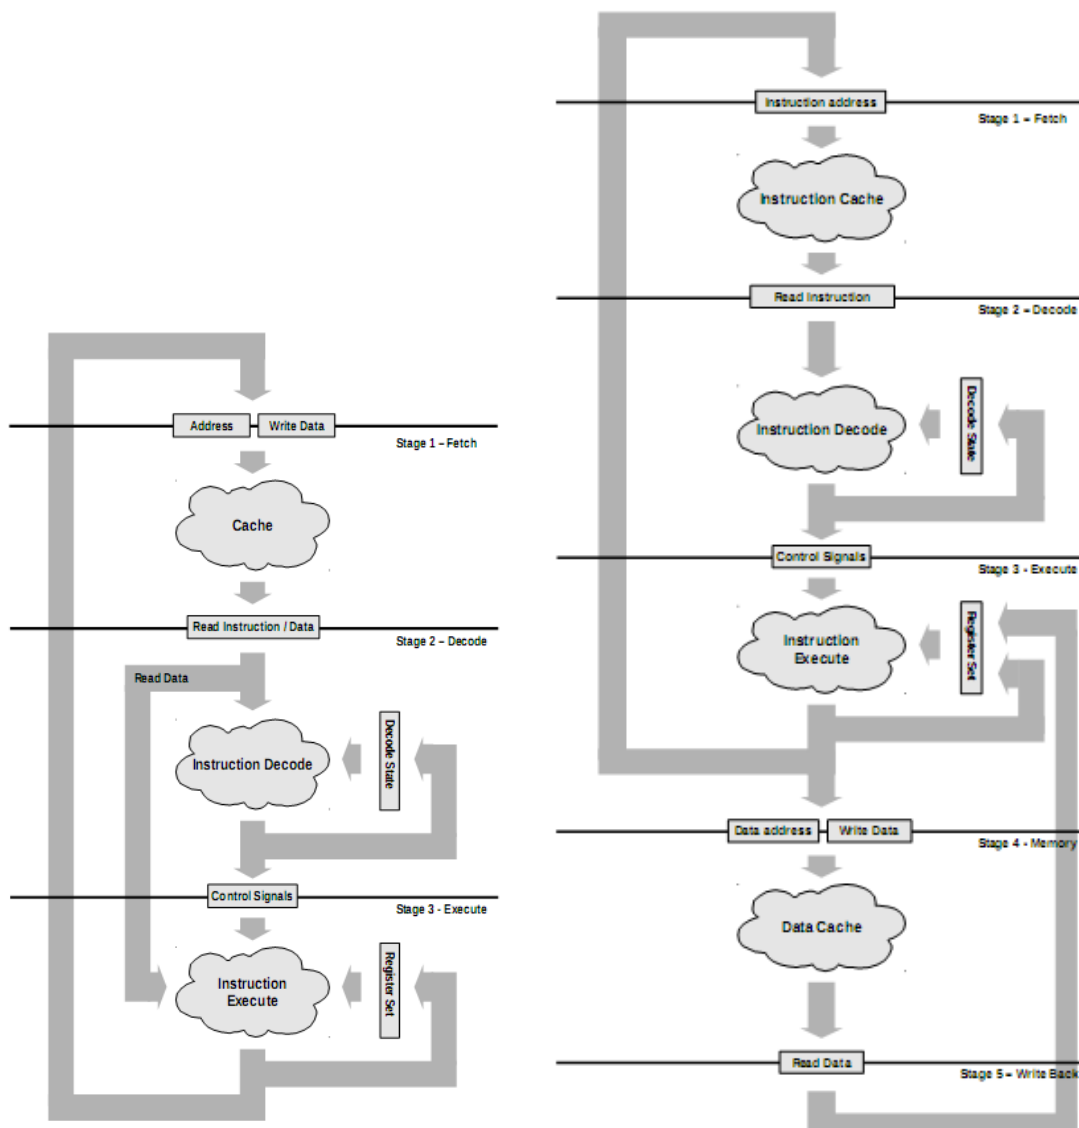 Address
Write Data
Stage 1 – Fetch
Cache
Read Instruction / Data
Stage 2 – Decode
Read Data
Instruction Decode
Decode State
Control Signals
Stage 3 - Execute
Instruction
Execute
Register Set
Instruction address
Stage 1 – Fetch
Instruction Cache
Read Instruction
Stage 2 – Decode
Instruction Decode
Decode State
Control Signals
Stage 3 - Execute
Instruction
Execute
Register Set
Data address
Write Data
Stage 4 - Memory
Data Cache
Read Data
Stage 5 – Write Back